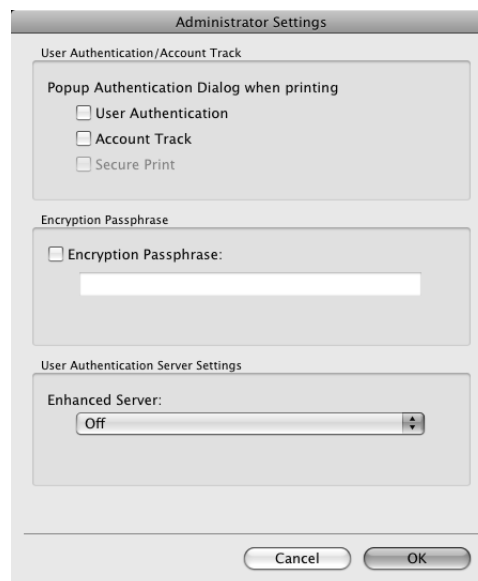 Administrator Settings
User Authentication/Account Track
Popup Authentication Dialog when printing
User Authentication
Account Track
Secure Print
Encryption Passphrase
Encryption Passphrase:
User Authentication Server Settings
Enhanced Server:
Off
Cancel
OK